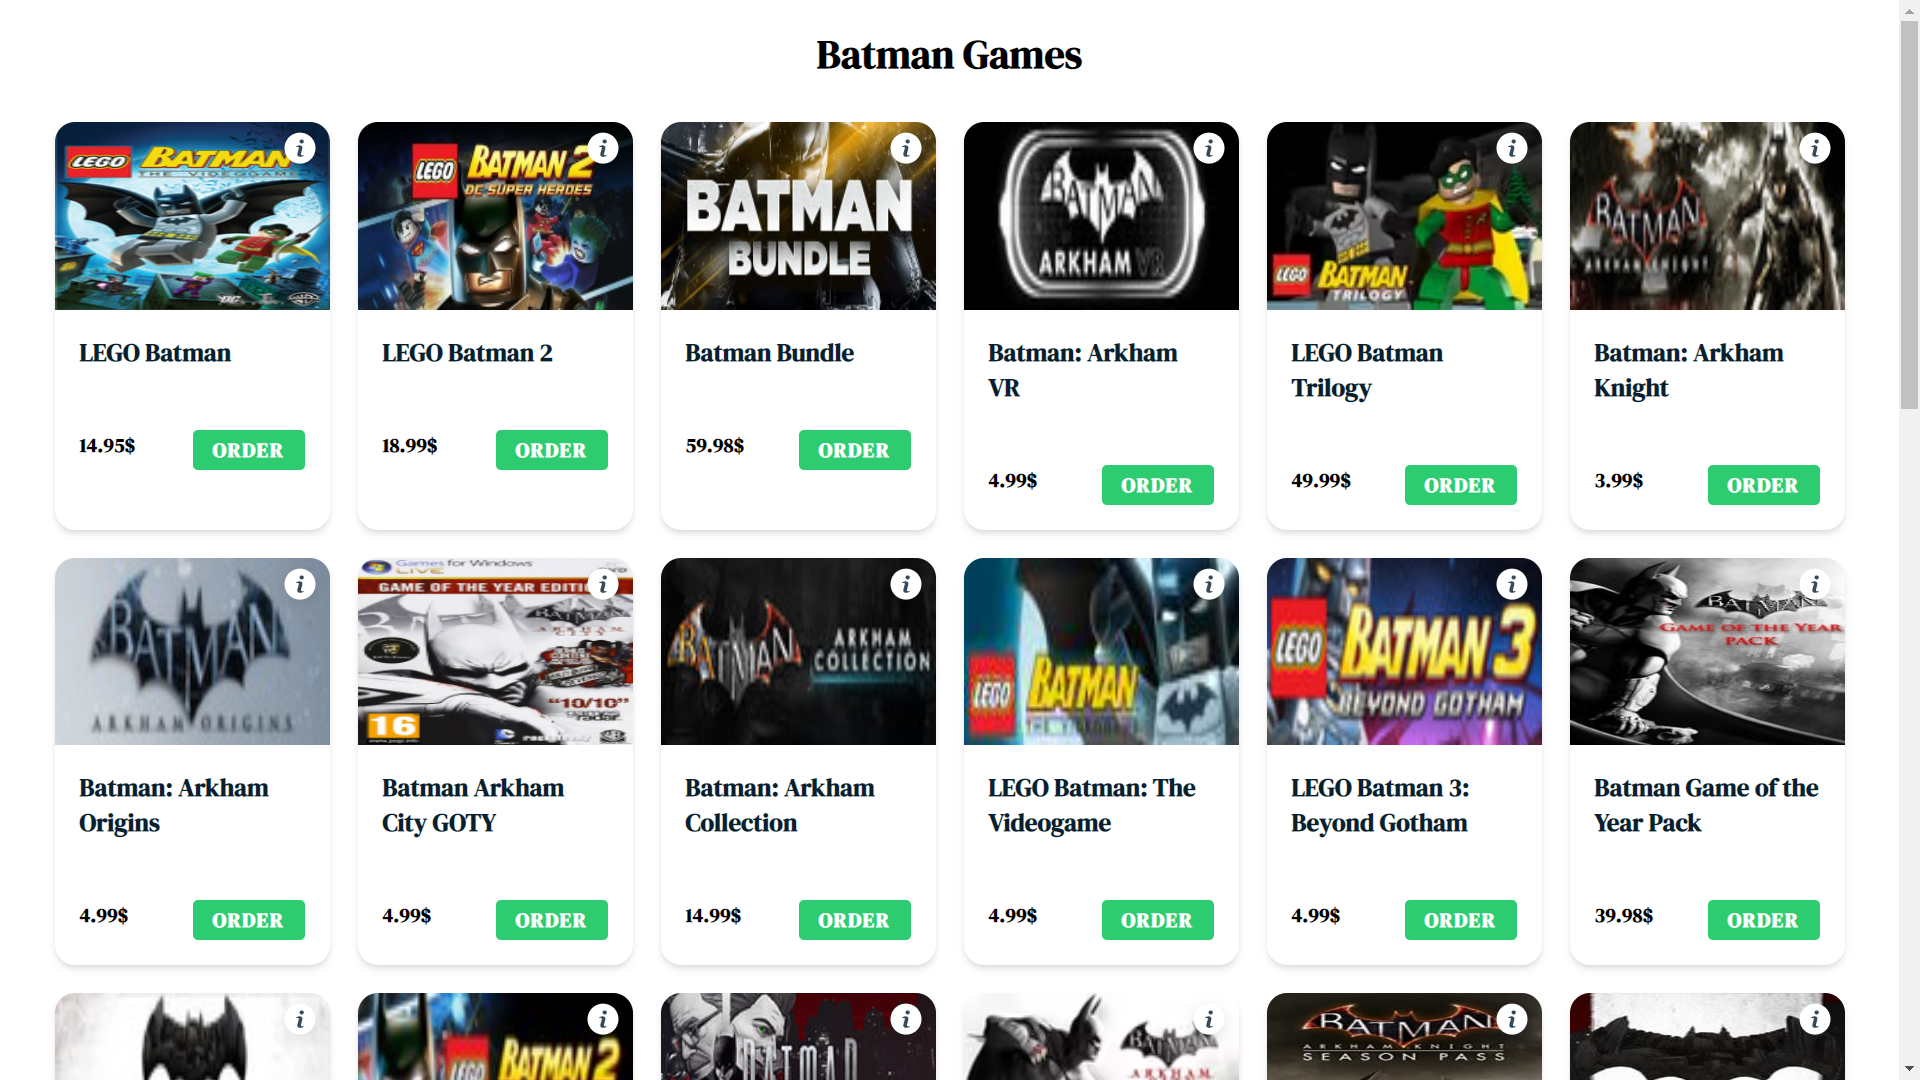 Batman Games
LEGO BATMAN
THE VIDEOGAME
i
LEGO Batman
14.95$
ORDER
LEGO BATMAN 2
DC SUPER HEROES
i
LEGO Batman 2
18.99$
ORDER
BATMAN
BUNDLE
i
Batman Bundle
59.98$
ORDER
BATMAN
ARKHAM VR
i
Batman: Arkham
VR
4.99$
ORDER
LEGO BATMAN
TRILOGY
i
LEGO Batman
Trilogy
49.99$
ORDER
BATMAN
ARKHAM KNIGHT
i
Batman: Arkham
Knight
3.99$
ORDER
BATMAN
ARKHAM ORIGINS
i
Batman: Arkham
Origins
4.99$
ORDER
Games for Windows
LIVE
GAME OF THE YEAR EDITI
i
BATMAN
ARKHAM
CITY
16
"10/10"
games
radar
Batman Arkham
City GOTY
4.99$
ORDER
BATMAN
ARKHAM
COLLECTION
i
Batman: Arkham
Collection
14.99$
ORDER
LEGO BATMAN
i
LEGO Batman: The
Videogame
4.99$
ORDER
LEGO BATMAN 3
BEYOND GOTHAM
i
LEGO Batman 3:
Beyond Gotham
4.99$
ORDER
BATMAN
GAME OF THE YEAR
PACK
i
Batman Game of the
Year Pack
39.98$
ORDER
i
LEGO BATMAN 2
i
BATMAN
i
BATMAN
ARKHAM
i
BATMAN
ARKHAM KNIGHT
SEASON PASS
i
i